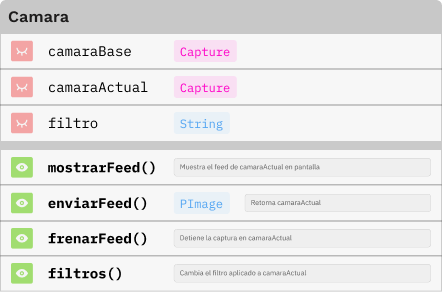 Camara
camaraBase Capture
camaraActual Capture
filtro String
mostrarFeed() Muestra el feed de camaraActual en pantalla
enviarFeed() PImage Retorna camaraActual
frenarFeed() Detiene la captura en camaraActual
filtros() Cambia el filtro aplicado a camaraActual